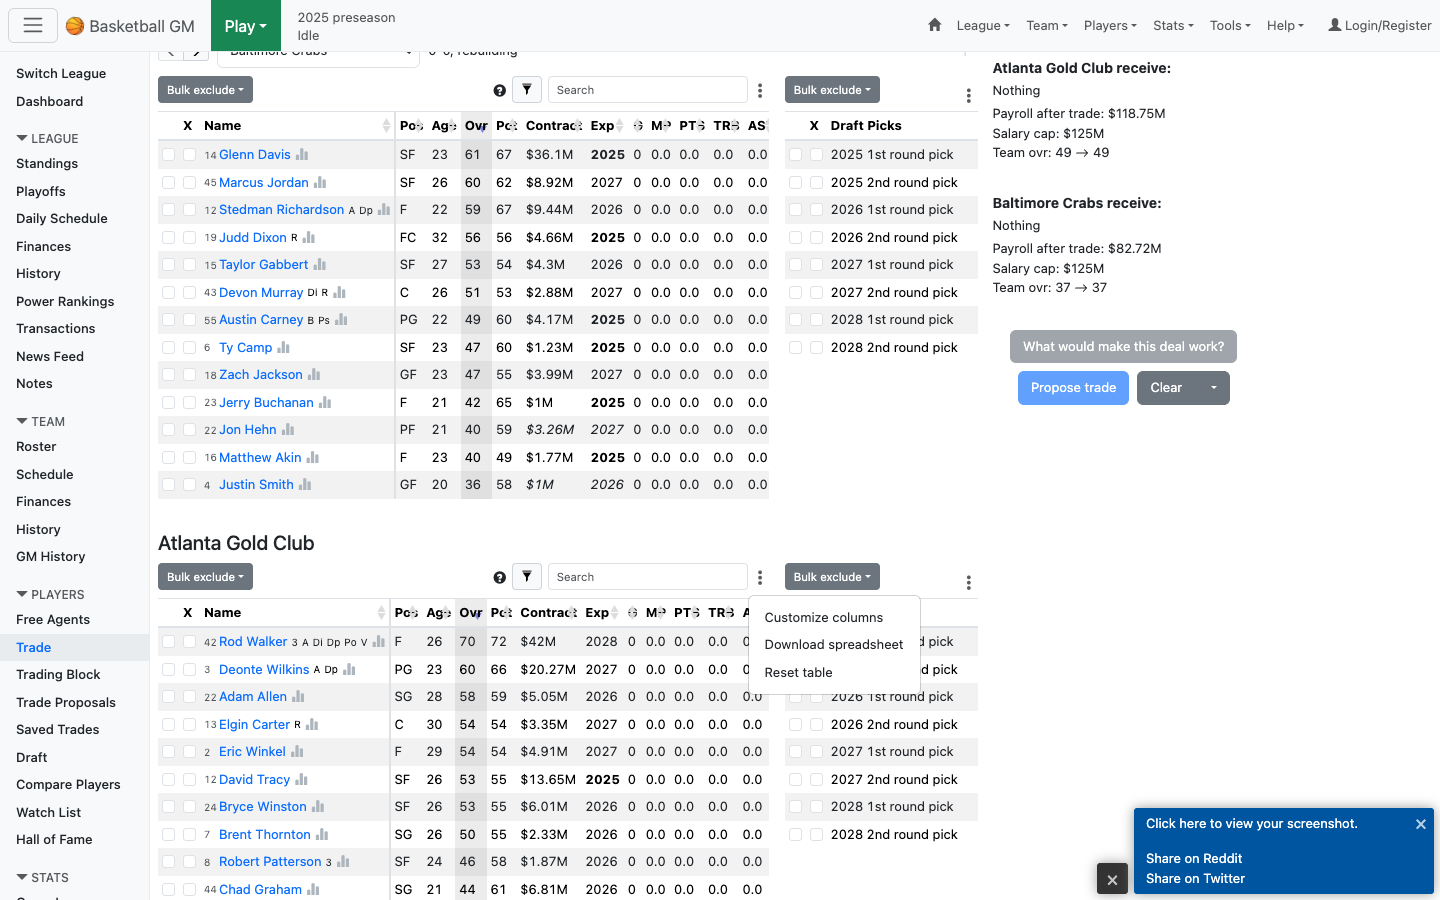 Basketball GM
Play
2025 preseason
Idle
League
Team
Players
Stats
Tools
Help
Login/Register
Switch League
Dashboard
LEAGUE
Standings
Playoffs
Daily Schedule
Finances
History
Power Rankings
Transactions
News Feed
Notes
TEAM
Roster
Schedule
Finances
History
GM History
PLAYERS
Free Agents
Trade
Trading Block
Trade Proposals
Saved Trades
Draft
Compare Players
Watch List
Hall of Fame
STATS
Baltimore Crabs 0-0, rebuilding
Bulk exclude
Search
X Name Pos Age Ovr Pot Contract Exp G MP PTS TRB AS
14 Glenn Davis SF 23 61 67 $36.1M 2025 0 0.0 0.0 0.0 0.0
45 Marcus Jordan SF 26 60 62 $8.92M 2027 0 0.0 0.0 0.0 0.0
12 Stedman Richardson A Dp F 22 59 67 $9.44M 2026 0 0.0 0.0 0.0 0.0
19 Judd Dixon R FC 32 56 56 $4.66M 2025 0 0.0 0.0 0.0 0.0
15 Taylor Gabbert SF 27 53 54 $4.3M 2026 0 0.0 0.0 0.0 0.0
43 Devon Murray Di R C 26 51 53 $2.88M 2027 0 0.0 0.0 0.0 0.0
55 Austin Carney B Ps PG 22 49 60 $4.17M 2025 0 0.0 0.0 0.0 0.0
6 Ty Camp SF 23 47 60 $1.23M 2025 0 0.0 0.0 0.0 0.0
18 Zach Jackson GF 23 47 55 $3.99M 2027 0 0.0 0.0 0.0 0.0
23 Jerry Buchanan F 21 42 65 $1M 2025 0 0.0 0.0 0.0 0.0
22 Jon Hehn PF 21 40 59 $3.26M 2027 0 0.0 0.0 0.0 0.0
16 Matthew Akin F 23 40 49 $1.77M 2025 0 0.0 0.0 0.0 0.0
4 Justin Smith GF 20 36 58 $1M 2026 0 0.0 0.0 0.0 0.0
Bulk exclude
X Draft Picks
2025 1st round pick
2025 2nd round pick
2026 1st round pick
2026 2nd round pick
2027 1st round pick
2027 2nd round pick
2028 1st round pick
2028 2nd round pick
Atlanta Gold Club
Bulk exclude
Search
X Name Pos Age Ovr Pot Contract Exp G MP PTS TRB A
42 Rod Walker 3 A Di Dp Po V F 26 70 72 $42M 2028 0 0.0 0.0 0.0 0.0
3 Deonte Wilkins A Dp PG 23 60 66 $20.27M 2027 0 0.0 0.0 0.0 0.0
22 Adam Allen SG 28 58 59 $5.05M 2026 0 0.0 0.0 0.0 0.0
13 Elgin Carter R C 30 54 54 $3.35M 2027 0 0.0 0.0 0.0 0.0
2 Eric Winkel F 29 54 54 $4.91M 2027 0 0.0 0.0 0.0 0.0
12 David Tracy SF 26 53 55 $13.65M 2025 0 0.0 0.0 0.0 0.0
24 Bryce Winston SF 26 53 55 $6.01M 2026 0 0.0 0.0 0.0 0.0
7 Brent Thornton SG 26 50 55 $2.33M 2026 0 0.0 0.0 0.0 0.0
8 Robert Patterson 3 SF 24 46 58 $1.87M 2026 0 0.0 0.0 0.0 0.0
44 Chad Graham SG 21 44 61 $6.81M 2026 0 0.0 0.0 0.0 0.0
Bulk exclude
Customize columns
Download spreadsheet
Reset table
d pick
nd pick
2026 1st round pick
2026 2nd round pick
2027 1st round pick
2027 2nd round pick
2028 1st round pick
2028 2nd round pick
Atlanta Gold Club receive:
Nothing
Payroll after trade: $118.75M
Salary cap: $125M
Team ovr: 49 → 49
Baltimore Crabs receive:
Nothing
Payroll after trade: $82.72M
Salary cap: $125M
Team ovr: 37 → 37
What would make this deal work?
Propose trade
Clear
Click here to view your screenshot.
Share on Reddit
Share on Twitter